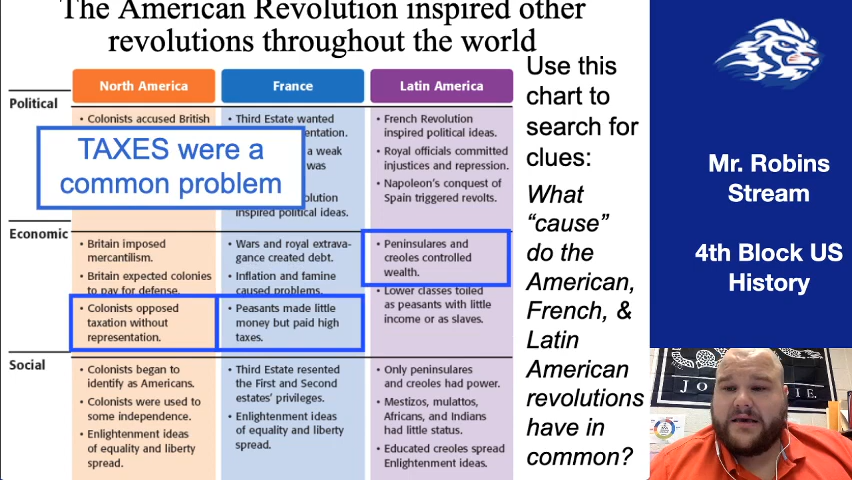 The American Revolution inspired other
revolutions throughout the world
North America
France
Latin America
Political
• Colonists accused British
TAXES were a
common problem
• Third Estate wanted
a weak
was
inspired political ideas.
• French Revolution
inspired political ideas.
• Royal officials committed
injustices and repression.
• Napoleon's conquest of
Spain triggered revolts.
Economic
• Britain imposed
mercantilism.
• Britain expected colonies
to pay for defense.
• Colonists opposed
taxation without
representation.
• Wars and royal extrava-
gance created debt.
• Inflation and famine
caused problems.
• Peasants made little
money but paid high
taxes.
• Peninsulares and
creoles controlled
wealth.
• Lower classes toiled
as peasants with little
income or as slaves.
Social
• Colonists began to
identify as Americans.
• Colonists were used to
some independence.
• Enlightenment ideas
of equality and liberty
spread.
• Third Estate resented
the First and Second
estates' privileges.
• Enlightenment ideas
of equality and liberty
spread.
• Only peninsulares
and creoles had power.
• Mestizos, mulattos,
Africans, and Indians
had little status.
• Educated creoles spread
Enlightenment ideas.
Use this
chart to
search for
clues:
What
"cause"
do the
American,
French, &
Latin
American
revolutions
have in
common?
Mr. Robins
Stream
4th Block US
History